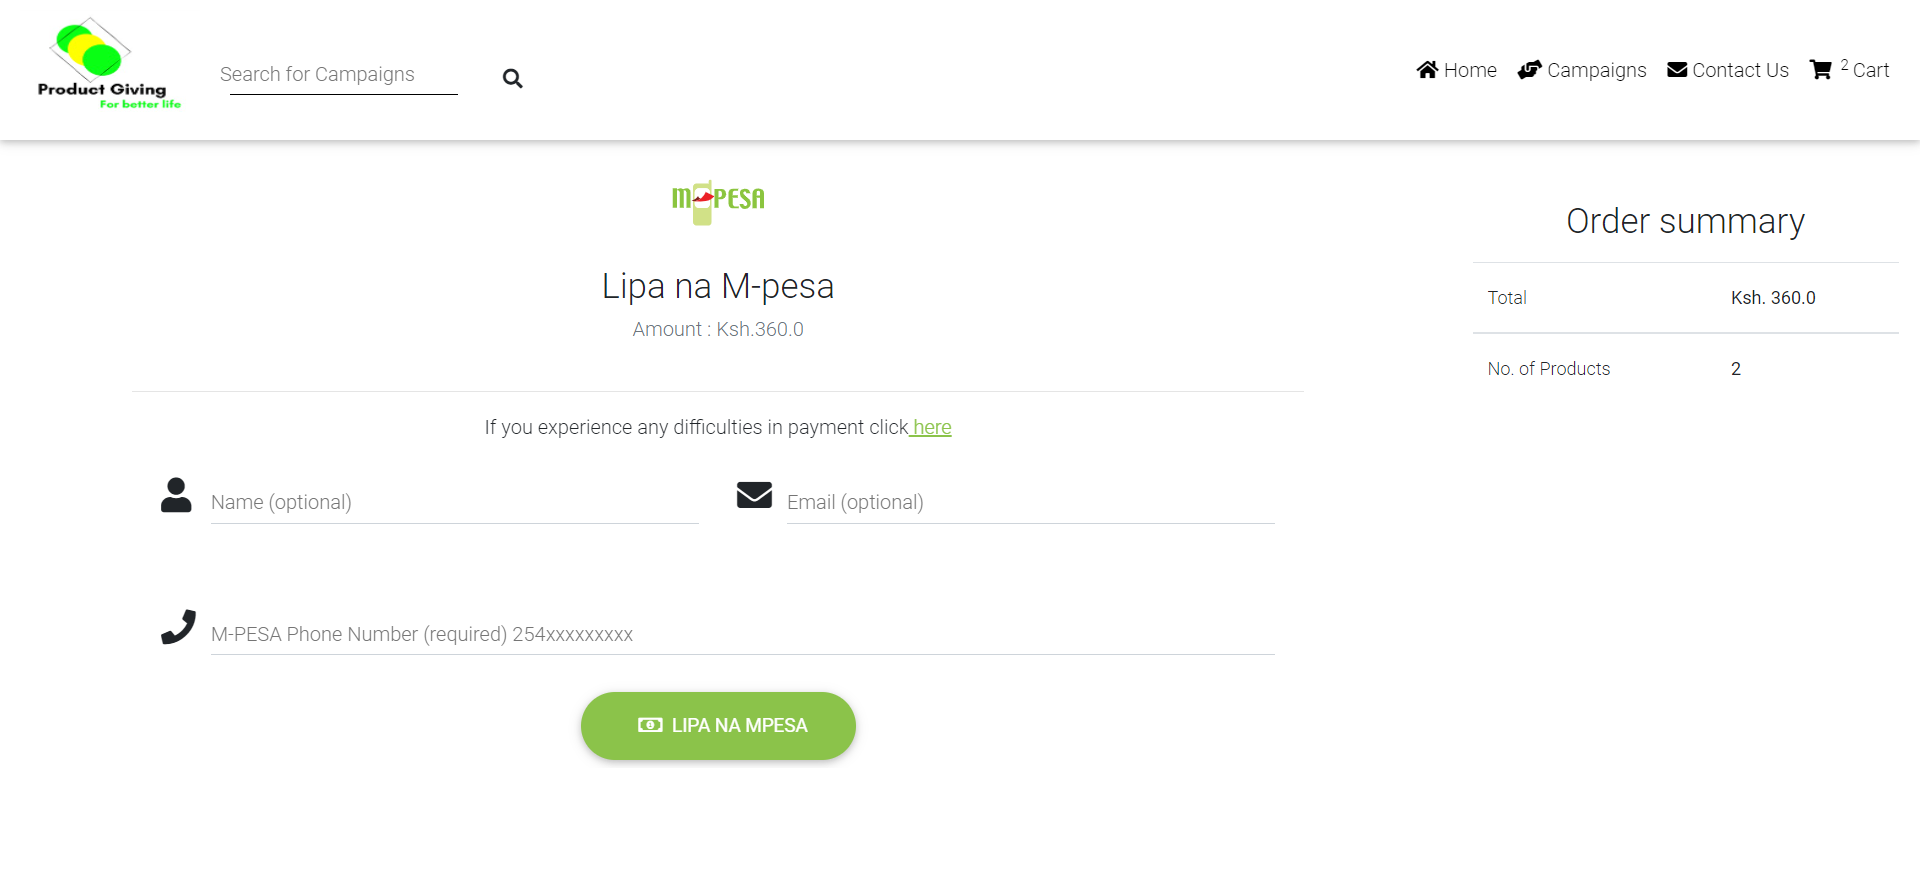 Product Giving
For better life
Search for Campaigns
Home Campaigns Contact Us 2 Cart
M-PESA
Lipa na M-pesa
Amount : Ksh.360.0
If you experience any difficulties in payment click here
Name (optional) Email (optional)
M-PESA Phone Number (required) 254xxxxxxxxx
LIPA NA MPESA
Order summary
Total Ksh. 360.0
No. of Products 2